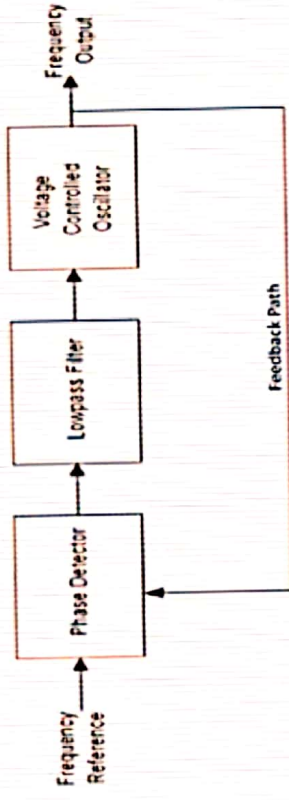 Frequency
Reference
Phase Detector
Lowpass Filter
Voltage
Controlled
Oscillator
Frequency
Output
Feedback Path